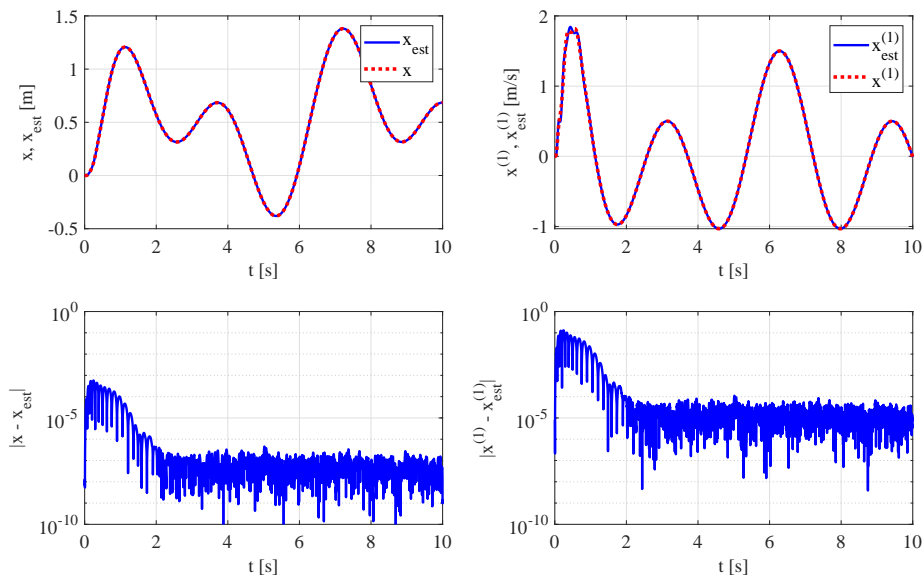 1.5
1
0.5
0
-0.5
x, x_est [m]
x_est
x
0 2 4 6 8 10
t [s]
2
1
0
-1
x^(1), x_est^(1) [m/s]
x_est^(1)
x^(1)
0 2 4 6 8 10
t [s]
10^0
10^-5
10^-10
|x - x_est|
0 2 4 6 8 10
t [s]
10^0
10^-5
10^-10
|x^(1) - x_est^(1)|
0 2 4 6 8 10
t [s]